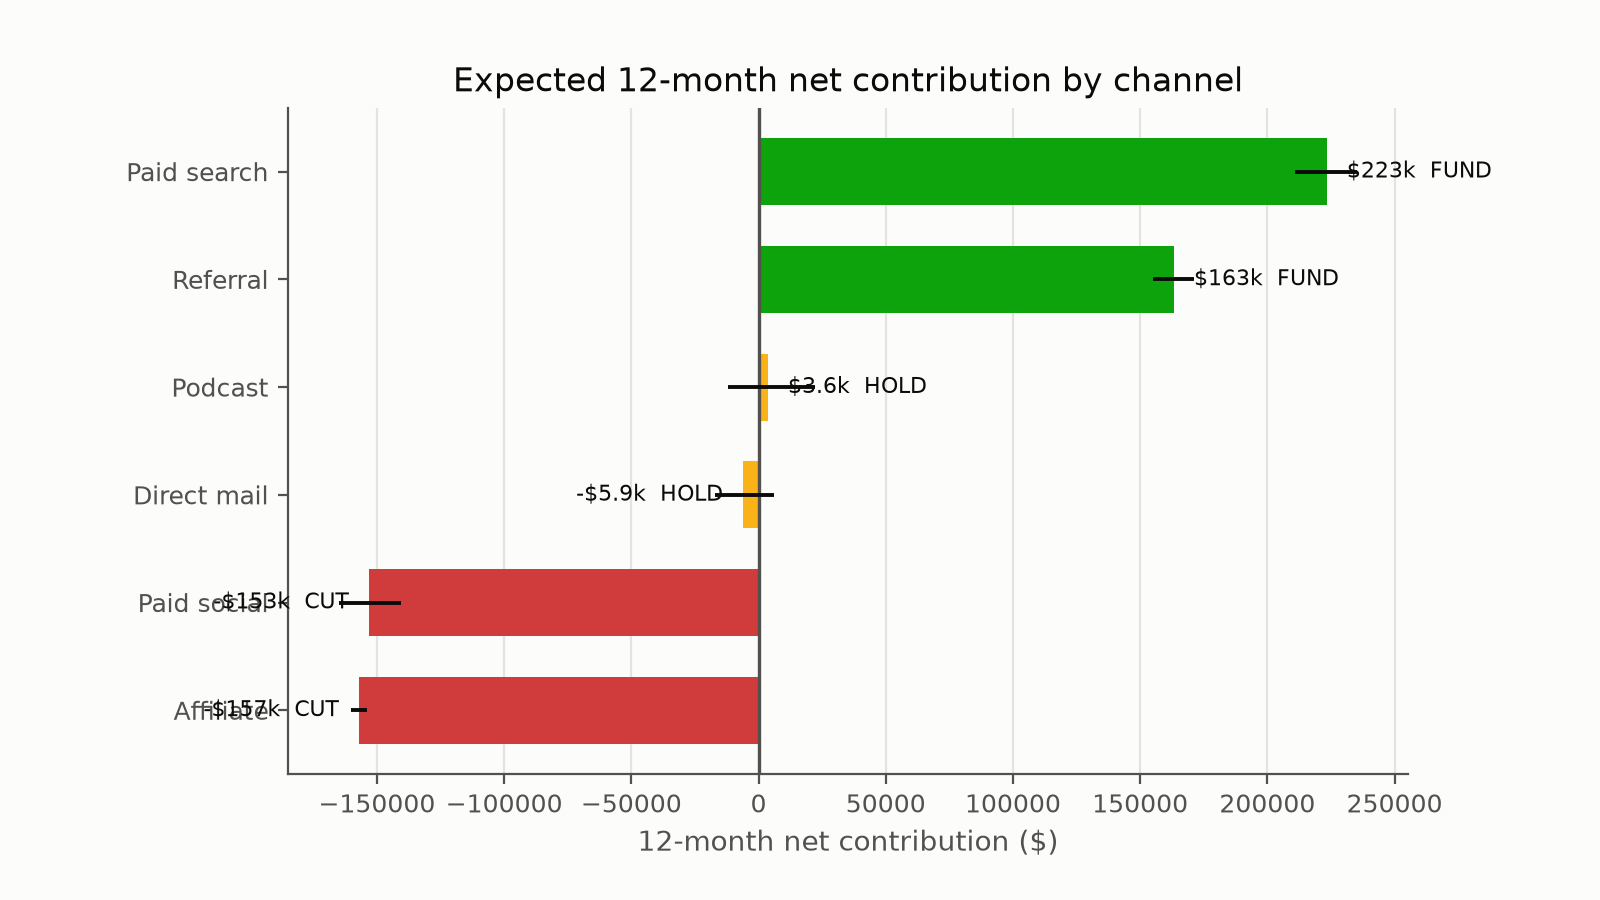 Expected 12-month net contribution by channel
Paid search
$223k FUND
Referral
$163k FUND
Podcast
$3.6k HOLD
Direct mail
-$5.9k HOLD
Paid social
-$153k CUT
Affiliate
-$157k CUT
−150000 −100000 −50000 0 50000 100000 150000 200000 250000
12-month net contribution ($)